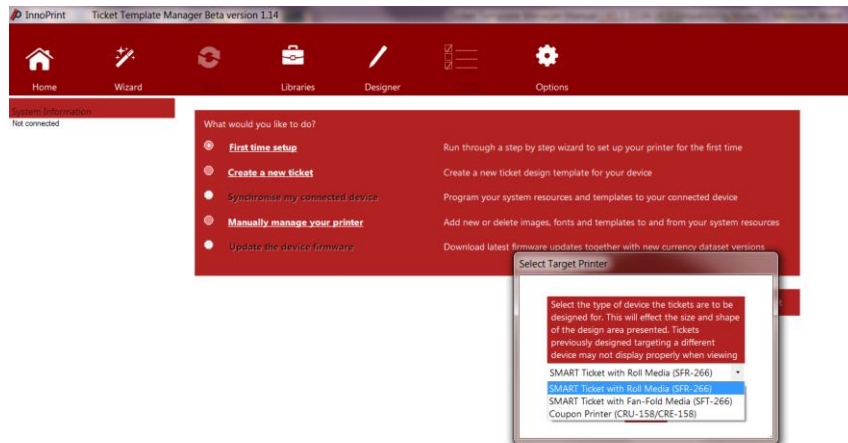 InnoPrint Ticket Template Manager Beta version 1.14
Home Wizard Libraries Designer Options
System Information
Not connected
What would you like to do?
First time setup Run through a step by step wizard to set up your printer for the first time
Create a new ticket Create a new ticket design template for your device
Synchronise my connected device Program your system resources and templates to your connected device
Manually manage your printer Add new or delete images, fonts and templates to and from your system resources
Update the device firmware Download latest firmware updates together with new currency dataset versions
Select Target Printer
Select the type of device the tickets are to be
designed for. This will effect the size and shape
of the design area presented. Tickets
previously designed targeting a different
device may not display properly when viewing
SMART Ticket with Roll Media (SFR-266)
SMART Ticket with Roll Media (SFR-266)
SMART Ticket with Fan-Fold Media (SFT-266)
Coupon Printer (CRU-158/CRE-158)